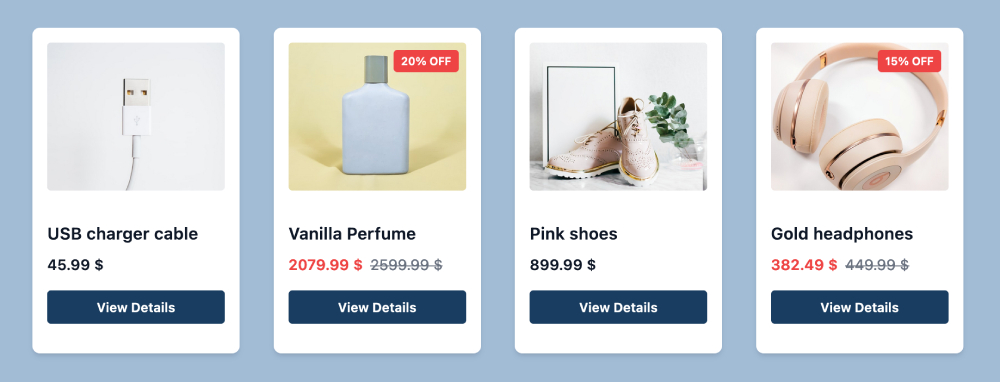 20% OFF
15% OFF
USB charger cable
45.99 $
View Details
Vanilla Perfume
2079.99 $ 2599.99 $
View Details
Pink shoes
899.99 $
View Details
Gold headphones
382.49 $ 449.99 $
View Details